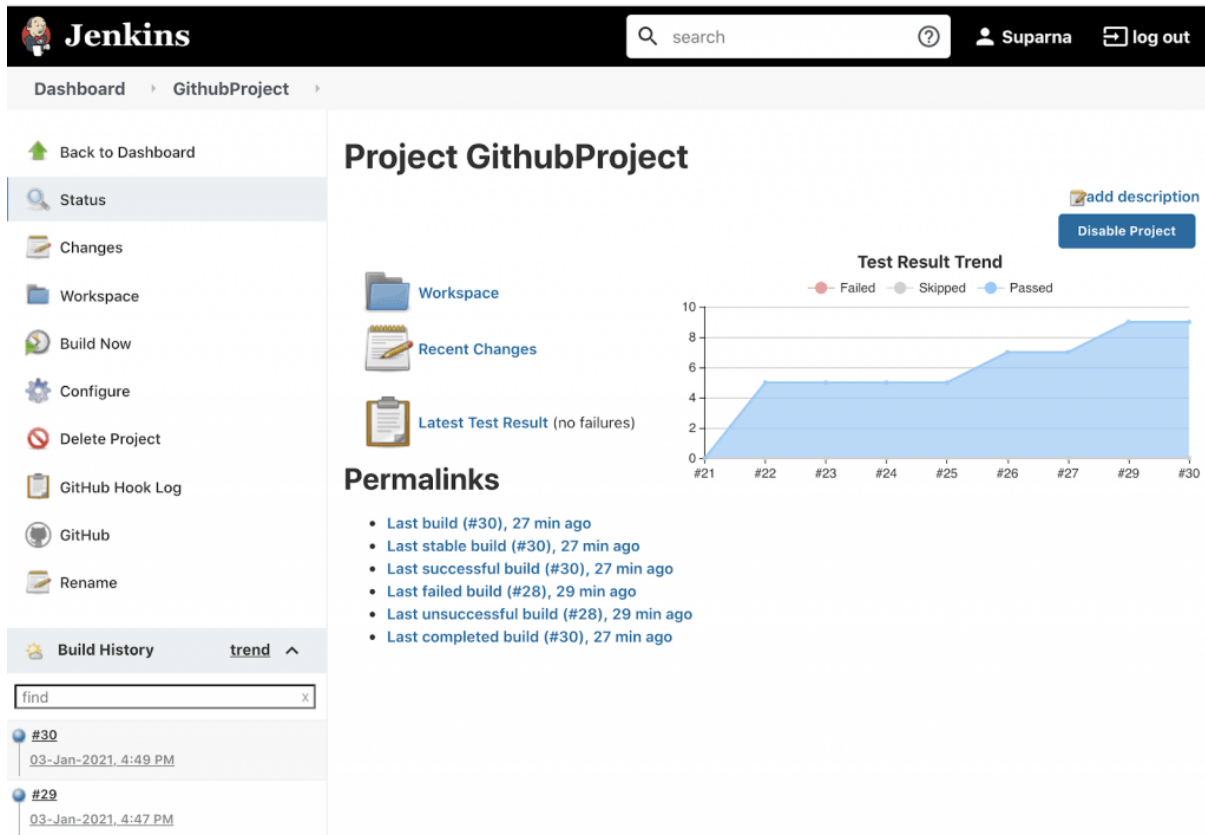 Jenkins
search
Suparna
log out
Dashboard
GithubProject
Back to Dashboard
Status
Changes
Workspace
Build Now
Configure
Delete Project
GitHub Hook Log
GitHub
Rename
Build History trend
find x
#30
03-Jan-2021, 4:49 PM
#29
03-Jan-2021, 4:47 PM
Project GithubProject
add description
Disable Project
Workspace
Recent Changes
Latest Test Result (no failures)
Test Result Trend
Failed Skipped Passed
10
8
6
4
2
0
#21 #22 #23 #24 #25 #26 #27 #29 #30
Permalinks
• Last build (#30), 27 min ago
• Last stable build (#30), 27 min ago
• Last successful build (#30), 27 min ago
• Last failed build (#28), 29 min ago
• Last unsuccessful build (#28), 29 min ago
• Last completed build (#30), 27 min ago